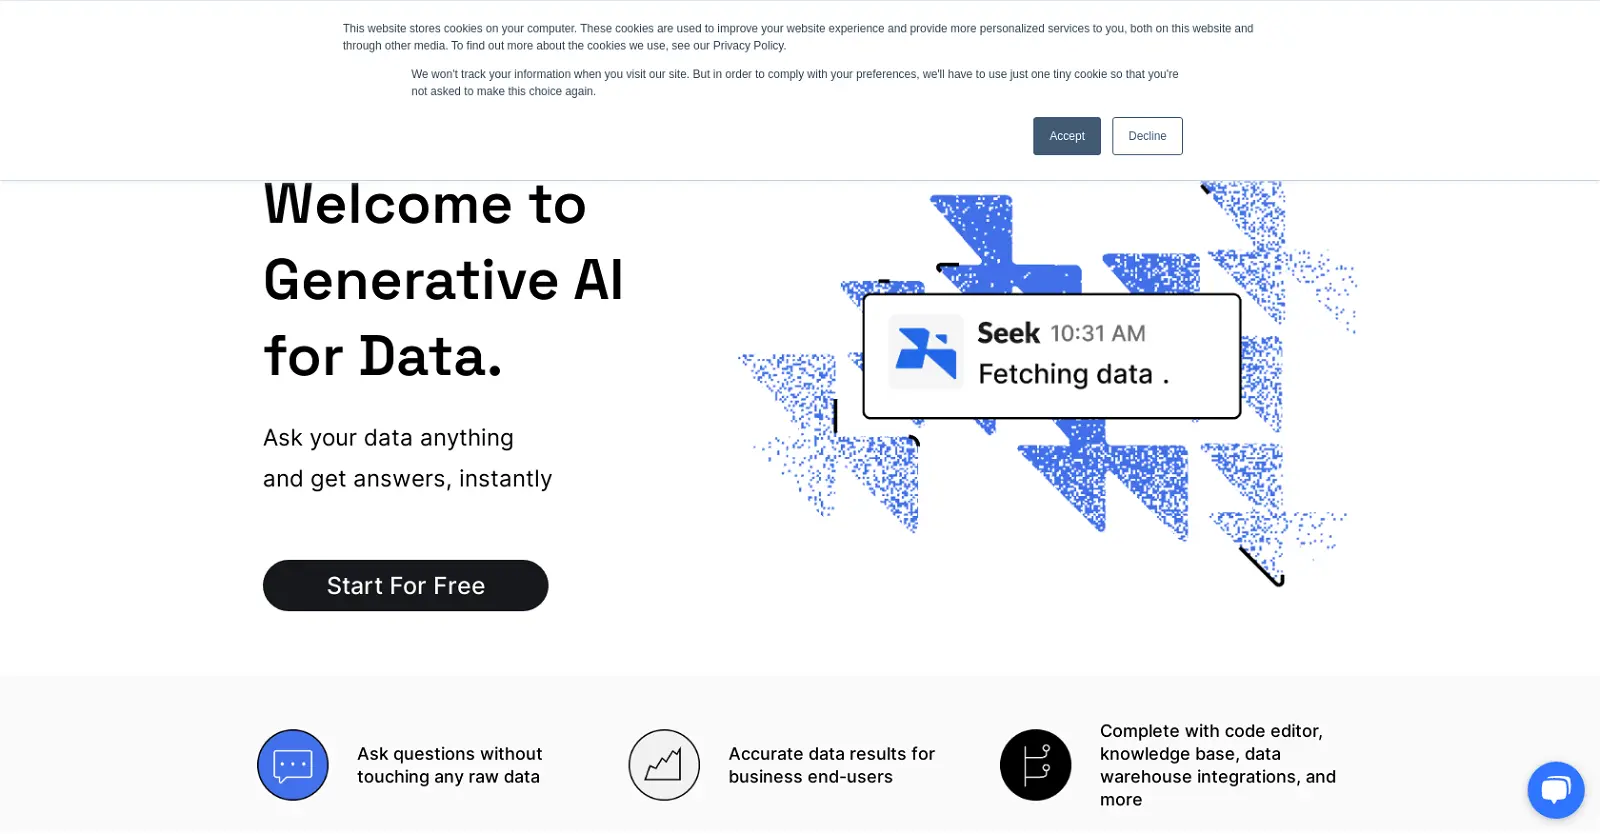 This website stores cookies on your computer. These cookies are used to improve your website experience and provide more personalized services to you, both on this website and
through other media. To find out more about the cookies we use, see our Privacy Policy.
We won't track your information when you visit our site. But in order to comply with your preferences, we'll have to use just one tiny cookie so that you're
not asked to make this choice again.
Accept
Decline
Welcome to
Generative AI
for Data.
Seek 10:31 AM
Fetching data .
Ask your data anything
and get answers, instantly
Start For Free
Ask questions without
touching any raw data
Accurate data results for
business end-users
Complete with code editor,
knowledge base, data
warehouse integrations, and
more